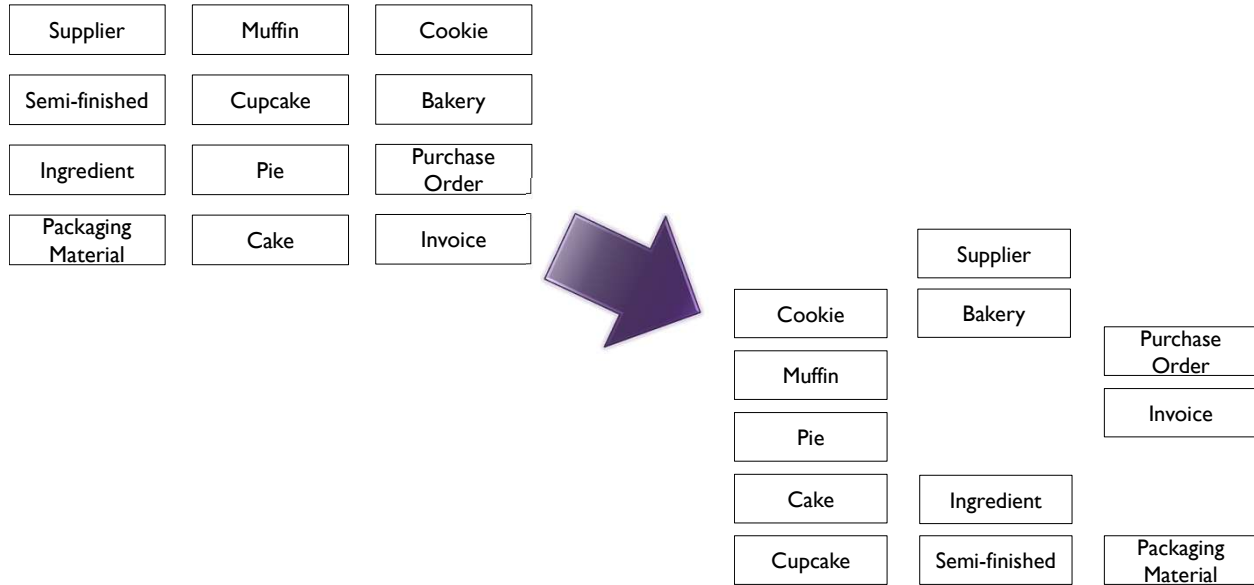 Supplier
Muffin
Cookie
Semi-finished
Cupcake
Bakery
Ingredient
Pie
Purchase
Order
Packaging
Material
Cake
Invoice
Supplier
Cookie
Bakery
Purchase
Order
Muffin
Invoice
Pie
Cake
Ingredient
Cupcake
Semi-finished
Packaging
Material